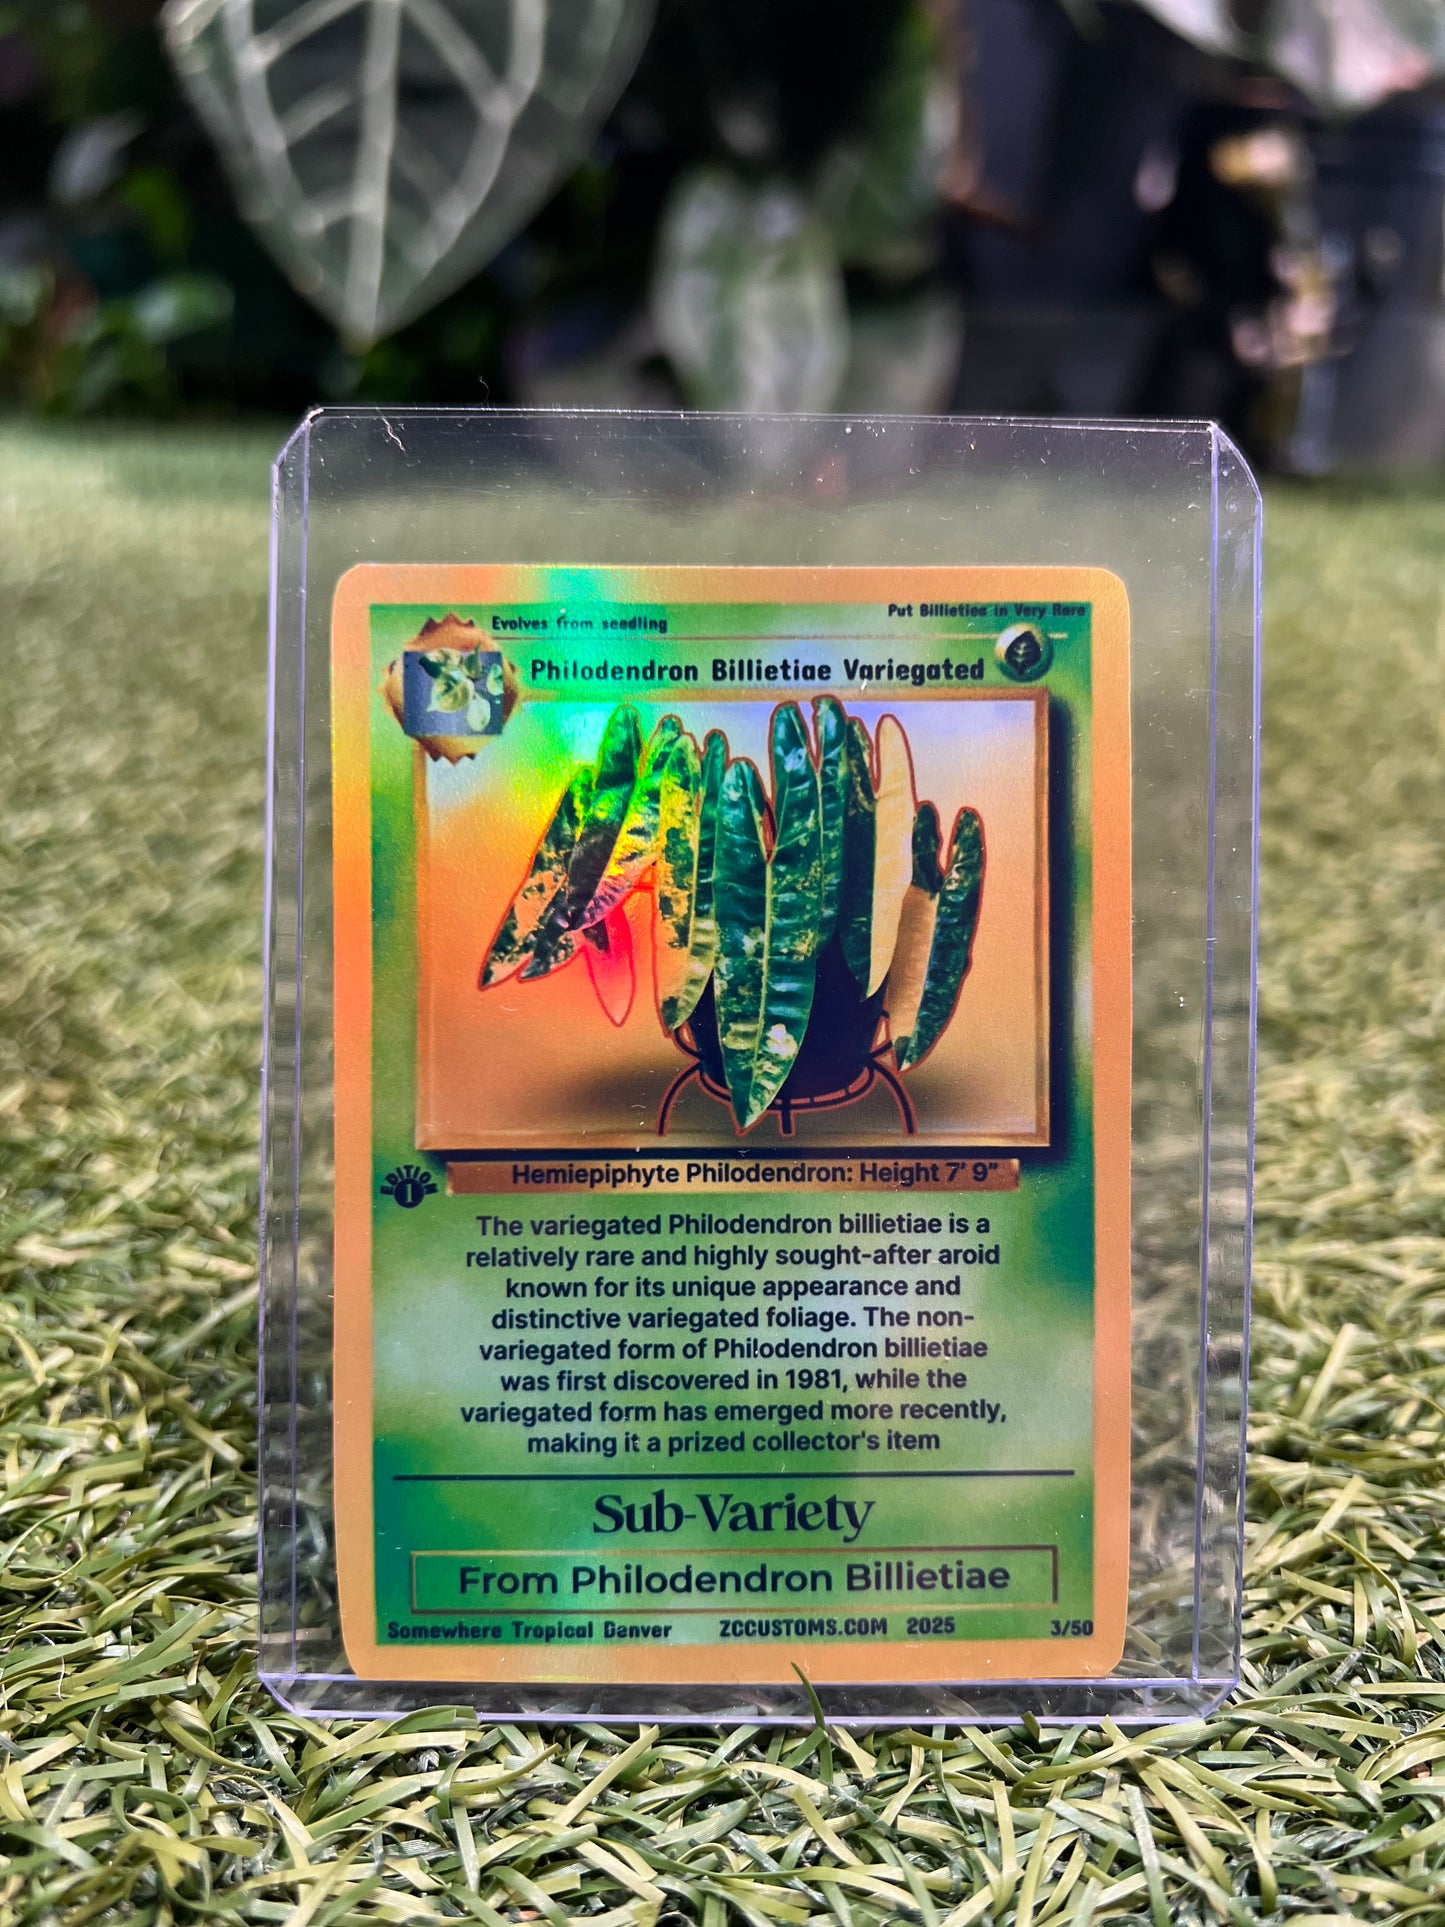 Put Billietiae in Very Rare
Evolves from seedling
Philodendron Billietiae Variegated
EDITION
1
Hemiepiphyte Philodendron: Height 7' 9"
The variegated Philodendron billietiae is a
relatively rare and highly sought-after aroid
known for its unique appearance and
distinctive variegated foliage. The non-
variegated form of Philodendron billietiae
was first discovered in 1981, while the
variegated form has emerged more recently,
making it a prized collector's item
Sub-Variety
From Philodendron Billietiae
Somewhere Tropical Denver ZCCUSTOMS.COM 2025 3/50